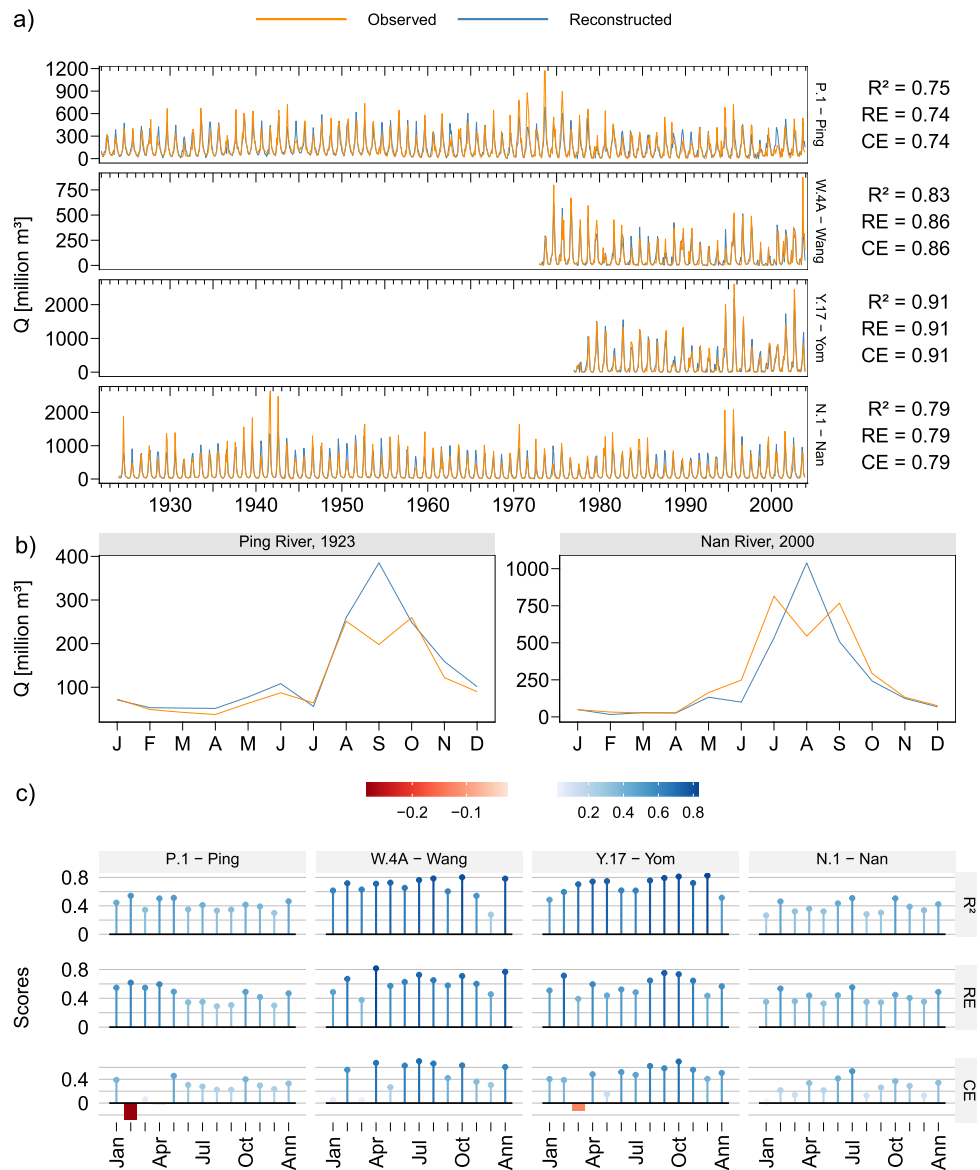 a)
Observed
Reconstructed
Q [million m³]
1200
900
600
300
0
P.1 − Ping
R² = 0.75
RE = 0.74
CE = 0.74
750
500
250
0
W.4A − Wang
R² = 0.83
RE = 0.86
CE = 0.86
2000
1000
0
Y.17 − Yom
R² = 0.91
RE = 0.91
CE = 0.91
2000
1000
0
N.1 − Nan
R² = 0.79
RE = 0.79
CE = 0.79
1930 1940 1950 1960 1970 1980 1990 2000
b)
Ping River, 1923
Q [million m³]
400
300
200
100
J F M A M J J A S O N D
Nan River, 2000
1000
750
500
250
0
J F M A M J J A S O N D
−0.2 −0.1
0.2 0.4 0.6 0.8
c)
P.1 − Ping W.4A − Wang Y.17 − Yom N.1 − Nan
Scores
0.8
0.4
0
R²
0.8
0.4
0
RE
0.4
0
CE
Jan Apr Jul Oct Ann Jan Apr Jul Oct Ann Jan Apr Jul Oct Ann Jan Apr Jul Oct Ann